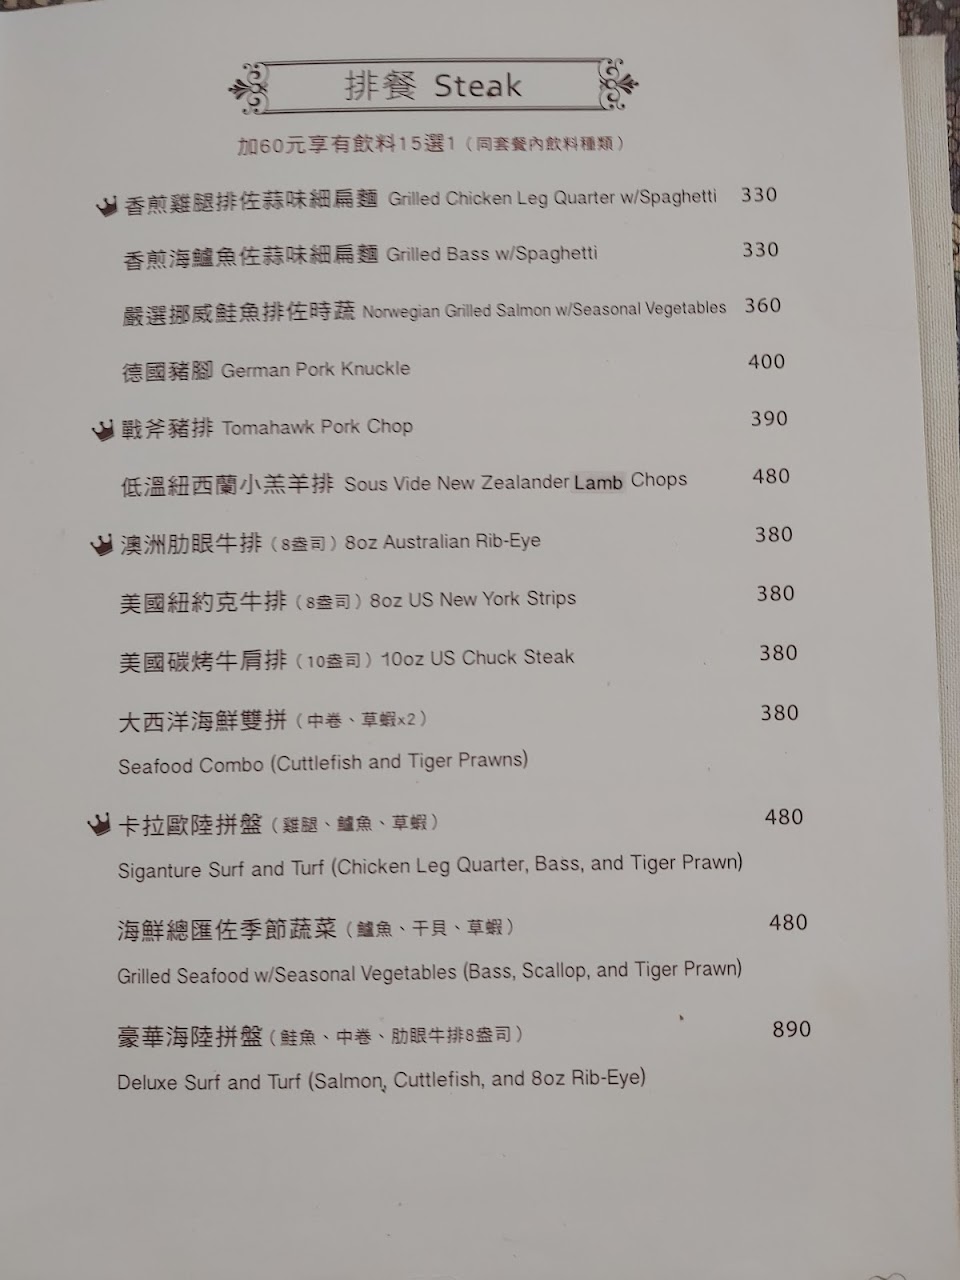 排餐 Steak
加60元享有飲料15選1（同套餐內飲料種類）
香煎雞腿排佐蒜味細扁麵 Grilled Chicken Leg Quarter w/Spaghetti 330
香煎海鱸魚佐蒜味細扁麵 Grilled Bass w/Spaghetti 330
嚴選挪威鮭魚排佐時蔬 Norwegian Grilled Salmon w/Seasonal Vegetables 360
德國豬腳 German Pork Knuckle 400
戰斧豬排 Tomahawk Pork Chop 390
低溫紐西蘭小羔羊排 Sous Vide New Zealander Lamb Chops 480
澳洲肋眼牛排（8盎司）8oz Australian Rib-Eye 380
美國紐約克牛排（8盎司）8oz US New York Strips 380
美國碳烤牛肩排（10盎司）10oz US Chuck Steak 380
大西洋海鮮雙拼（中卷、草蝦x2） 380
Seafood Combo (Cuttlefish and Tiger Prawns)
卡拉歐陸拼盤（雞腿、鱸魚、草蝦） 480
Siganture Surf and Turf (Chicken Leg Quarter, Bass, and Tiger Prawn)
海鮮總匯佐季節蔬菜（鱸魚、干貝、草蝦） 480
Grilled Seafood w/Seasonal Vegetables (Bass, Scallop, and Tiger Prawn)
豪華海陸拼盤（鮭魚、中卷、肋眼牛排8盎司） 890
Deluxe Surf and Turf (Salmon, Cuttlefish, and 8oz Rib-Eye)